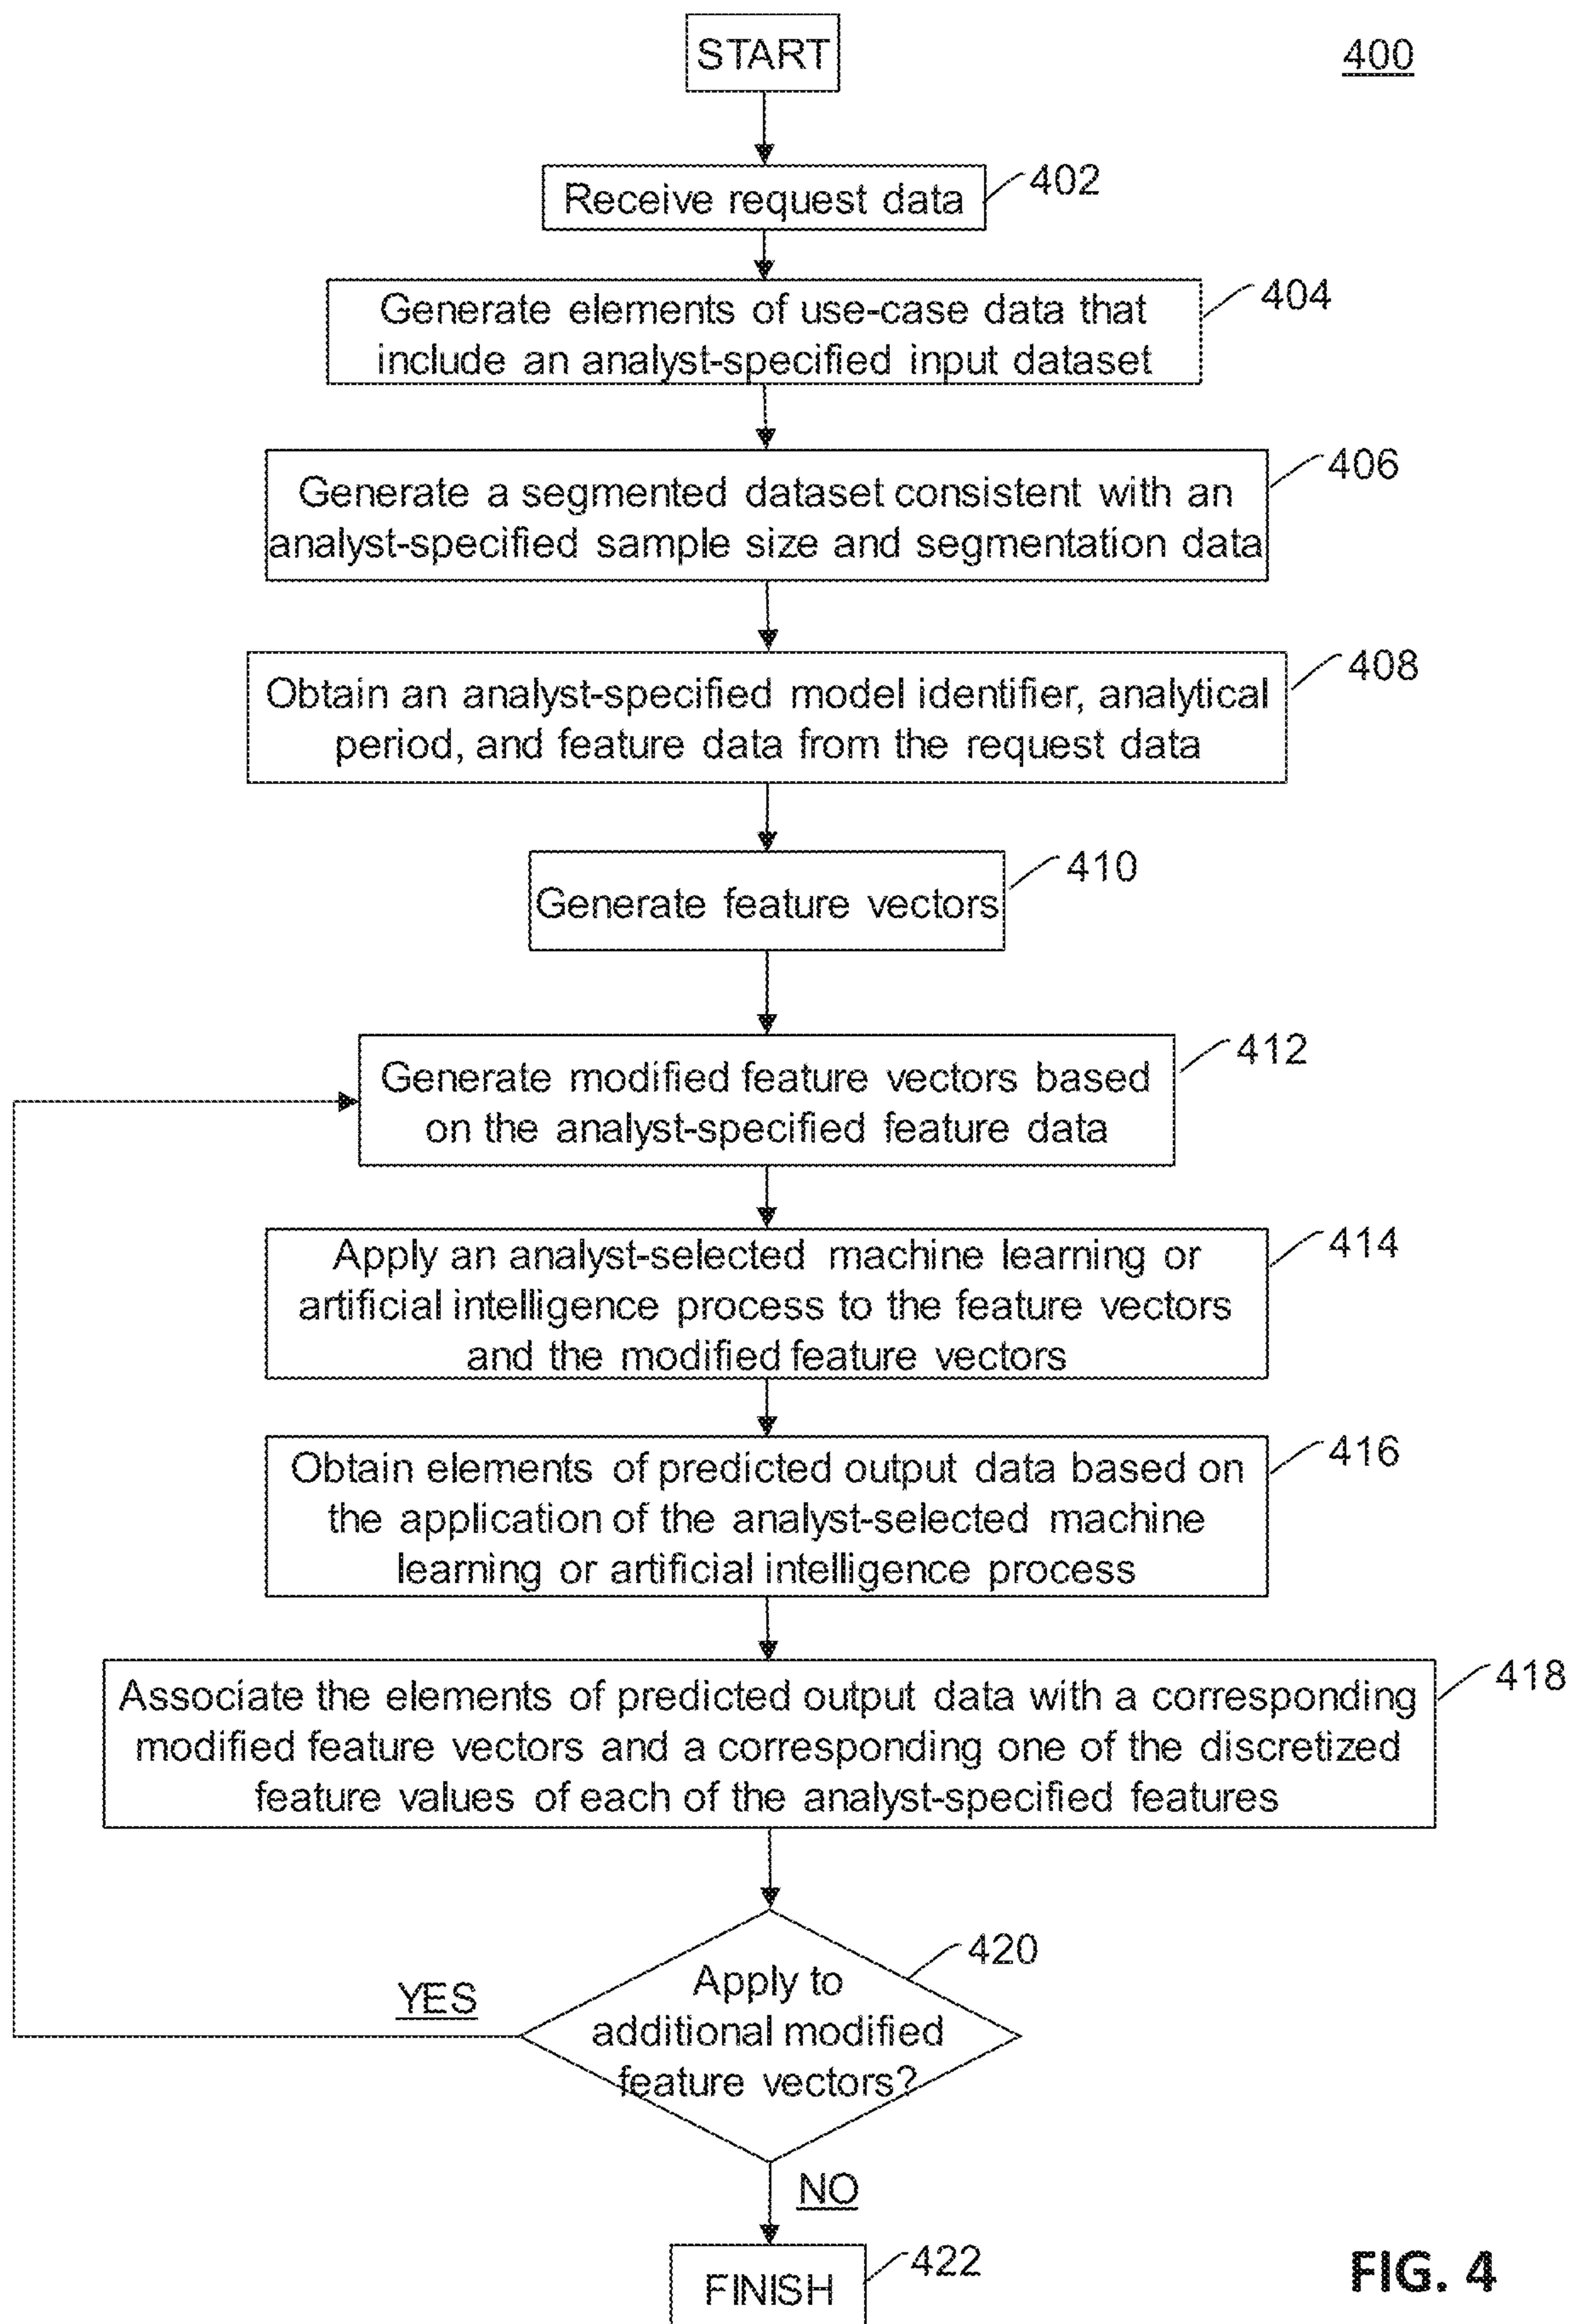 START
400
Receive request data
402
Generate elements of use-case data that
include an analyst-specified input dataset
404
Generate a segmented dataset consistent with an
analyst-specified sample size and segmentation data
406
Obtain an analyst-specified model identifier, analytical
period, and feature data from the request data
408
Generate feature vectors
410
Generate modified feature vectors based
on the analyst-specified feature data
412
Apply an analyst-selected machine learning or
artificial intelligence process to the feature vectors
and the modified feature vectors
414
Obtain elements of predicted output data based on
the application of the analyst-selected machine
learning or artificial intelligence process
416
Associate the elements of predicted output data with a corresponding
modified feature vectors and a corresponding one of the discretized
feature values of each of the analyst-specified features
418
Apply to
additional modified
feature vectors?
420
YES
NO
FINISH
422
FIG. 4